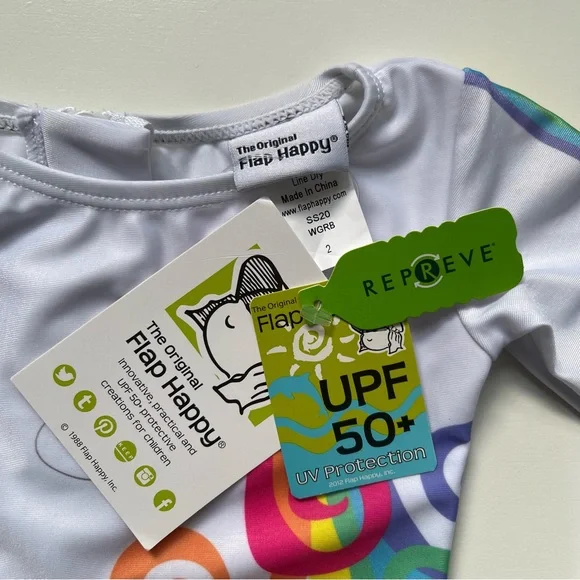 The Original
Flap Happy®
Line Dry
Made In China
www.flaphappy.com
SS20
WGRB
2
REPREVE®
The Original
Flap Happy®
innovative, practical and
UPF 50+ protective
creations for children
© 1988 Flap Happy, Inc.
The Original
Flap
UPF
50+
UV Protection
2012 Flap Happy, Inc.